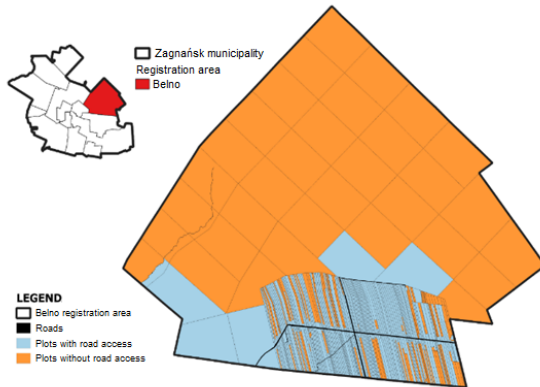 Zagnańsk municipality
Registration area
Belno
LEGEND
Belno registration area
Roads
Plots with road access
Plots without road access